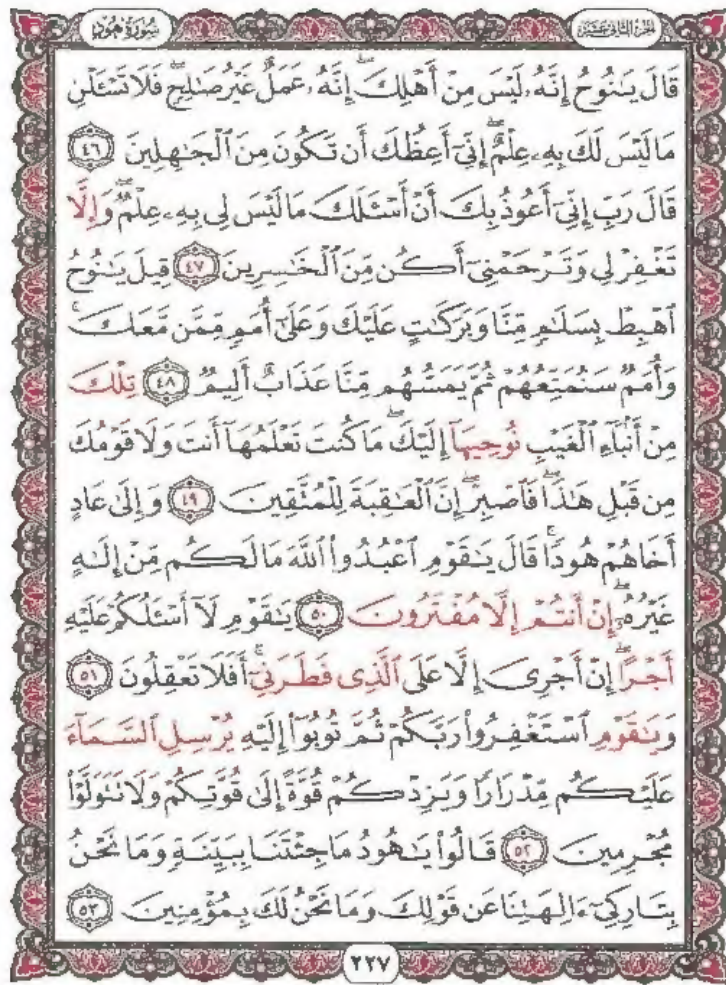 الجزء الثاني عشر
سورة هود
قَالَ يَٰنُوحُ إِنَّهُۥ لَيْسَ مِنْ أَهْلِكَ ۖ إِنَّهُۥ عَمَلٌ غَيْرُ صَٰلِحٍ ۖ فَلَا تَسْـَٔلْنِ
مَا لَيْسَ لَكَ بِهِۦ عِلْمٌ ۖ إِنِّىٓ أَعِظُكَ أَن تَكُونَ مِنَ ٱلْجَٰهِلِينَ ٤٦
قَالَ رَبِّ إِنِّىٓ أَعُوذُ بِكَ أَنْ أَسْـَٔلَكَ مَا لَيْسَ لِى بِهِۦ عِلْمٌ ۖ وَإِلَّا
تَغْفِرْ لِى وَتَرْحَمْنِىٓ أَكُن مِّنَ ٱلْخَٰسِرِينَ ٤٧ قِيلَ يَٰنُوحُ
ٱهْبِطْ بِسَلَٰمٍ مِّنَّا وَبَرَكَٰتٍ عَلَيْكَ وَعَلَىٰٓ أُمَمٍ مِّمَّن مَّعَكَ ۚ
وَأُمَمٌ سَنُمَتِّعُهُمْ ثُمَّ يَمَسُّهُم مِّنَّا عَذَابٌ أَلِيمٌ ٤٨ تِلْكَ
مِنْ أَنۢبَآءِ ٱلْغَيْبِ نُوحِيهَآ إِلَيْكَ ۖ مَا كُنتَ تَعْلَمُهَآ أَنتَ وَلَا قَوْمُكَ
مِن قَبْلِ هَٰذَا ۖ فَٱصْبِرْ ۖ إِنَّ ٱلْعَٰقِبَةَ لِلْمُتَّقِينَ ٤٩ وَإِلَىٰ عَادٍ
أَخَاهُمْ هُودًا ۚ قَالَ يَٰقَوْمِ ٱعْبُدُوا۟ ٱللَّهَ مَا لَكُم مِّنْ إِلَٰهٍ
غَيْرُهُۥٓ ۖ إِنْ أَنتُمْ إِلَّا مُفْتَرُونَ ٥٠ يَٰقَوْمِ لَآ أَسْـَٔلُكُمْ عَلَيْهِ
أَجْرًا ۖ إِنْ أَجْرِىَ إِلَّا عَلَى ٱلَّذِى فَطَرَنِىٓ ۚ أَفَلَا تَعْقِلُونَ ٥١
وَيَٰقَوْمِ ٱسْتَغْفِرُوا۟ رَبَّكُمْ ثُمَّ تُوبُوٓا۟ إِلَيْهِ يُرْسِلِ ٱلسَّمَآءَ
عَلَيْكُم مِّدْرَارًا وَيَزِدْكُمْ قُوَّةً إِلَىٰ قُوَّتِكُمْ وَلَا تَتَوَلَّوْا۟
مُجْرِمِينَ ٥٢ قَالُوا۟ يَٰهُودُ مَا جِئْتَنَا بِبَيِّنَةٍ وَمَا نَحْنُ
بِتَارِكِىٓ ءَالِهَتِنَا عَن قَوْلِكَ وَمَا نَحْنُ لَكَ بِمُؤْمِنِينَ ٥٣
٢٢٧